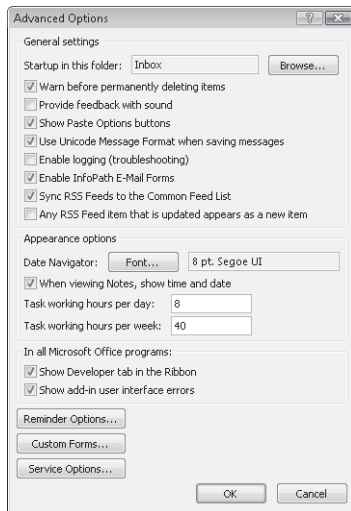 Advanced Options
General settings
Startup in this folder: Inbox Browse...
Warn before permanently deleting items
Provide feedback with sound
Show Paste Options buttons
Use Unicode Message Format when saving messages
Enable logging (troubleshooting)
Enable InfoPath E-Mail Forms
Sync RSS Feeds to the Common Feed List
Any RSS Feed item that is updated appears as a new item
Appearance options
Date Navigator: Font... 8 pt. Segoe UI
When viewing Notes, show time and date
Task working hours per day: 8
Task working hours per week: 40
In all Microsoft Office programs:
Show Developer tab in the Ribbon
Show add-in user interface errors
Reminder Options...
Custom Forms...
Service Options...
OK Cancel